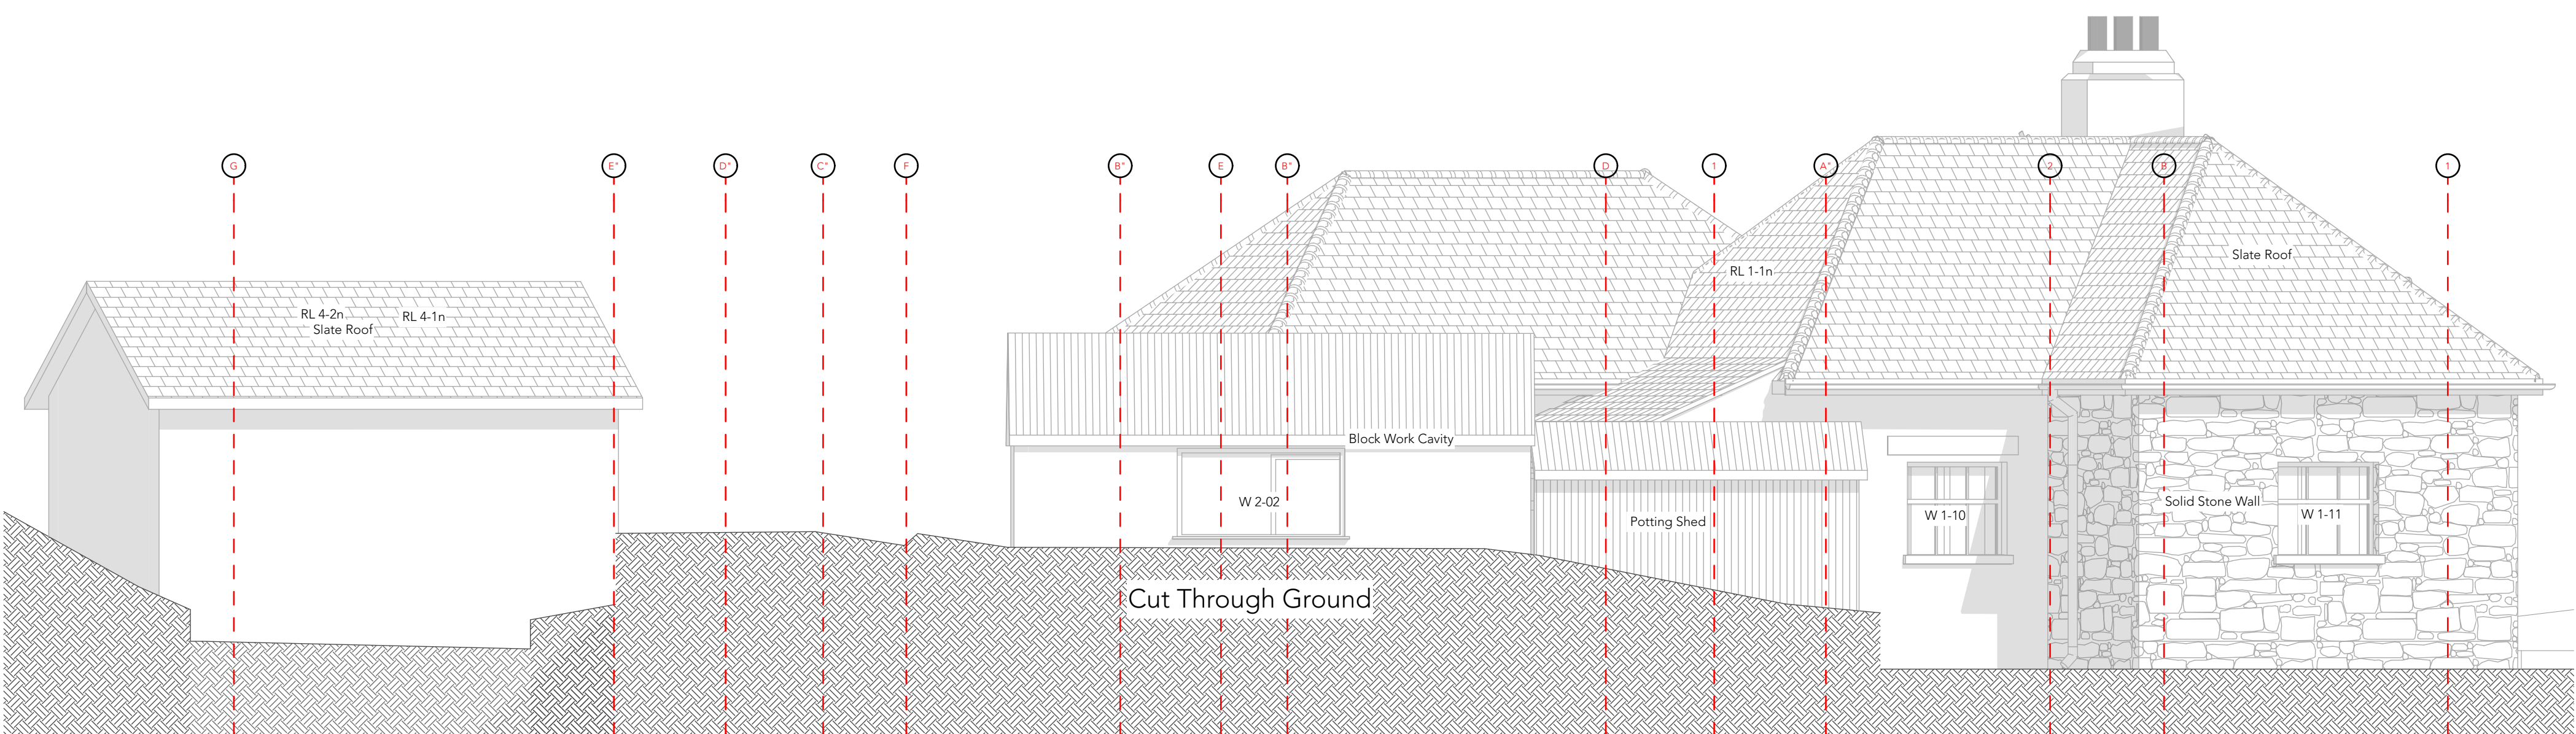 G
E"
D"
C"
F
B"
E
B"
D
1
A"
2
B
1
Slate Roof
RL 1-1n
RL 4-2n
RL 4-1n
Slate Roof
Block Work Cavity
W 2-02
Solid Stone Wall
W 1-11
W 1-10
Potting Shed
Cut Through Ground